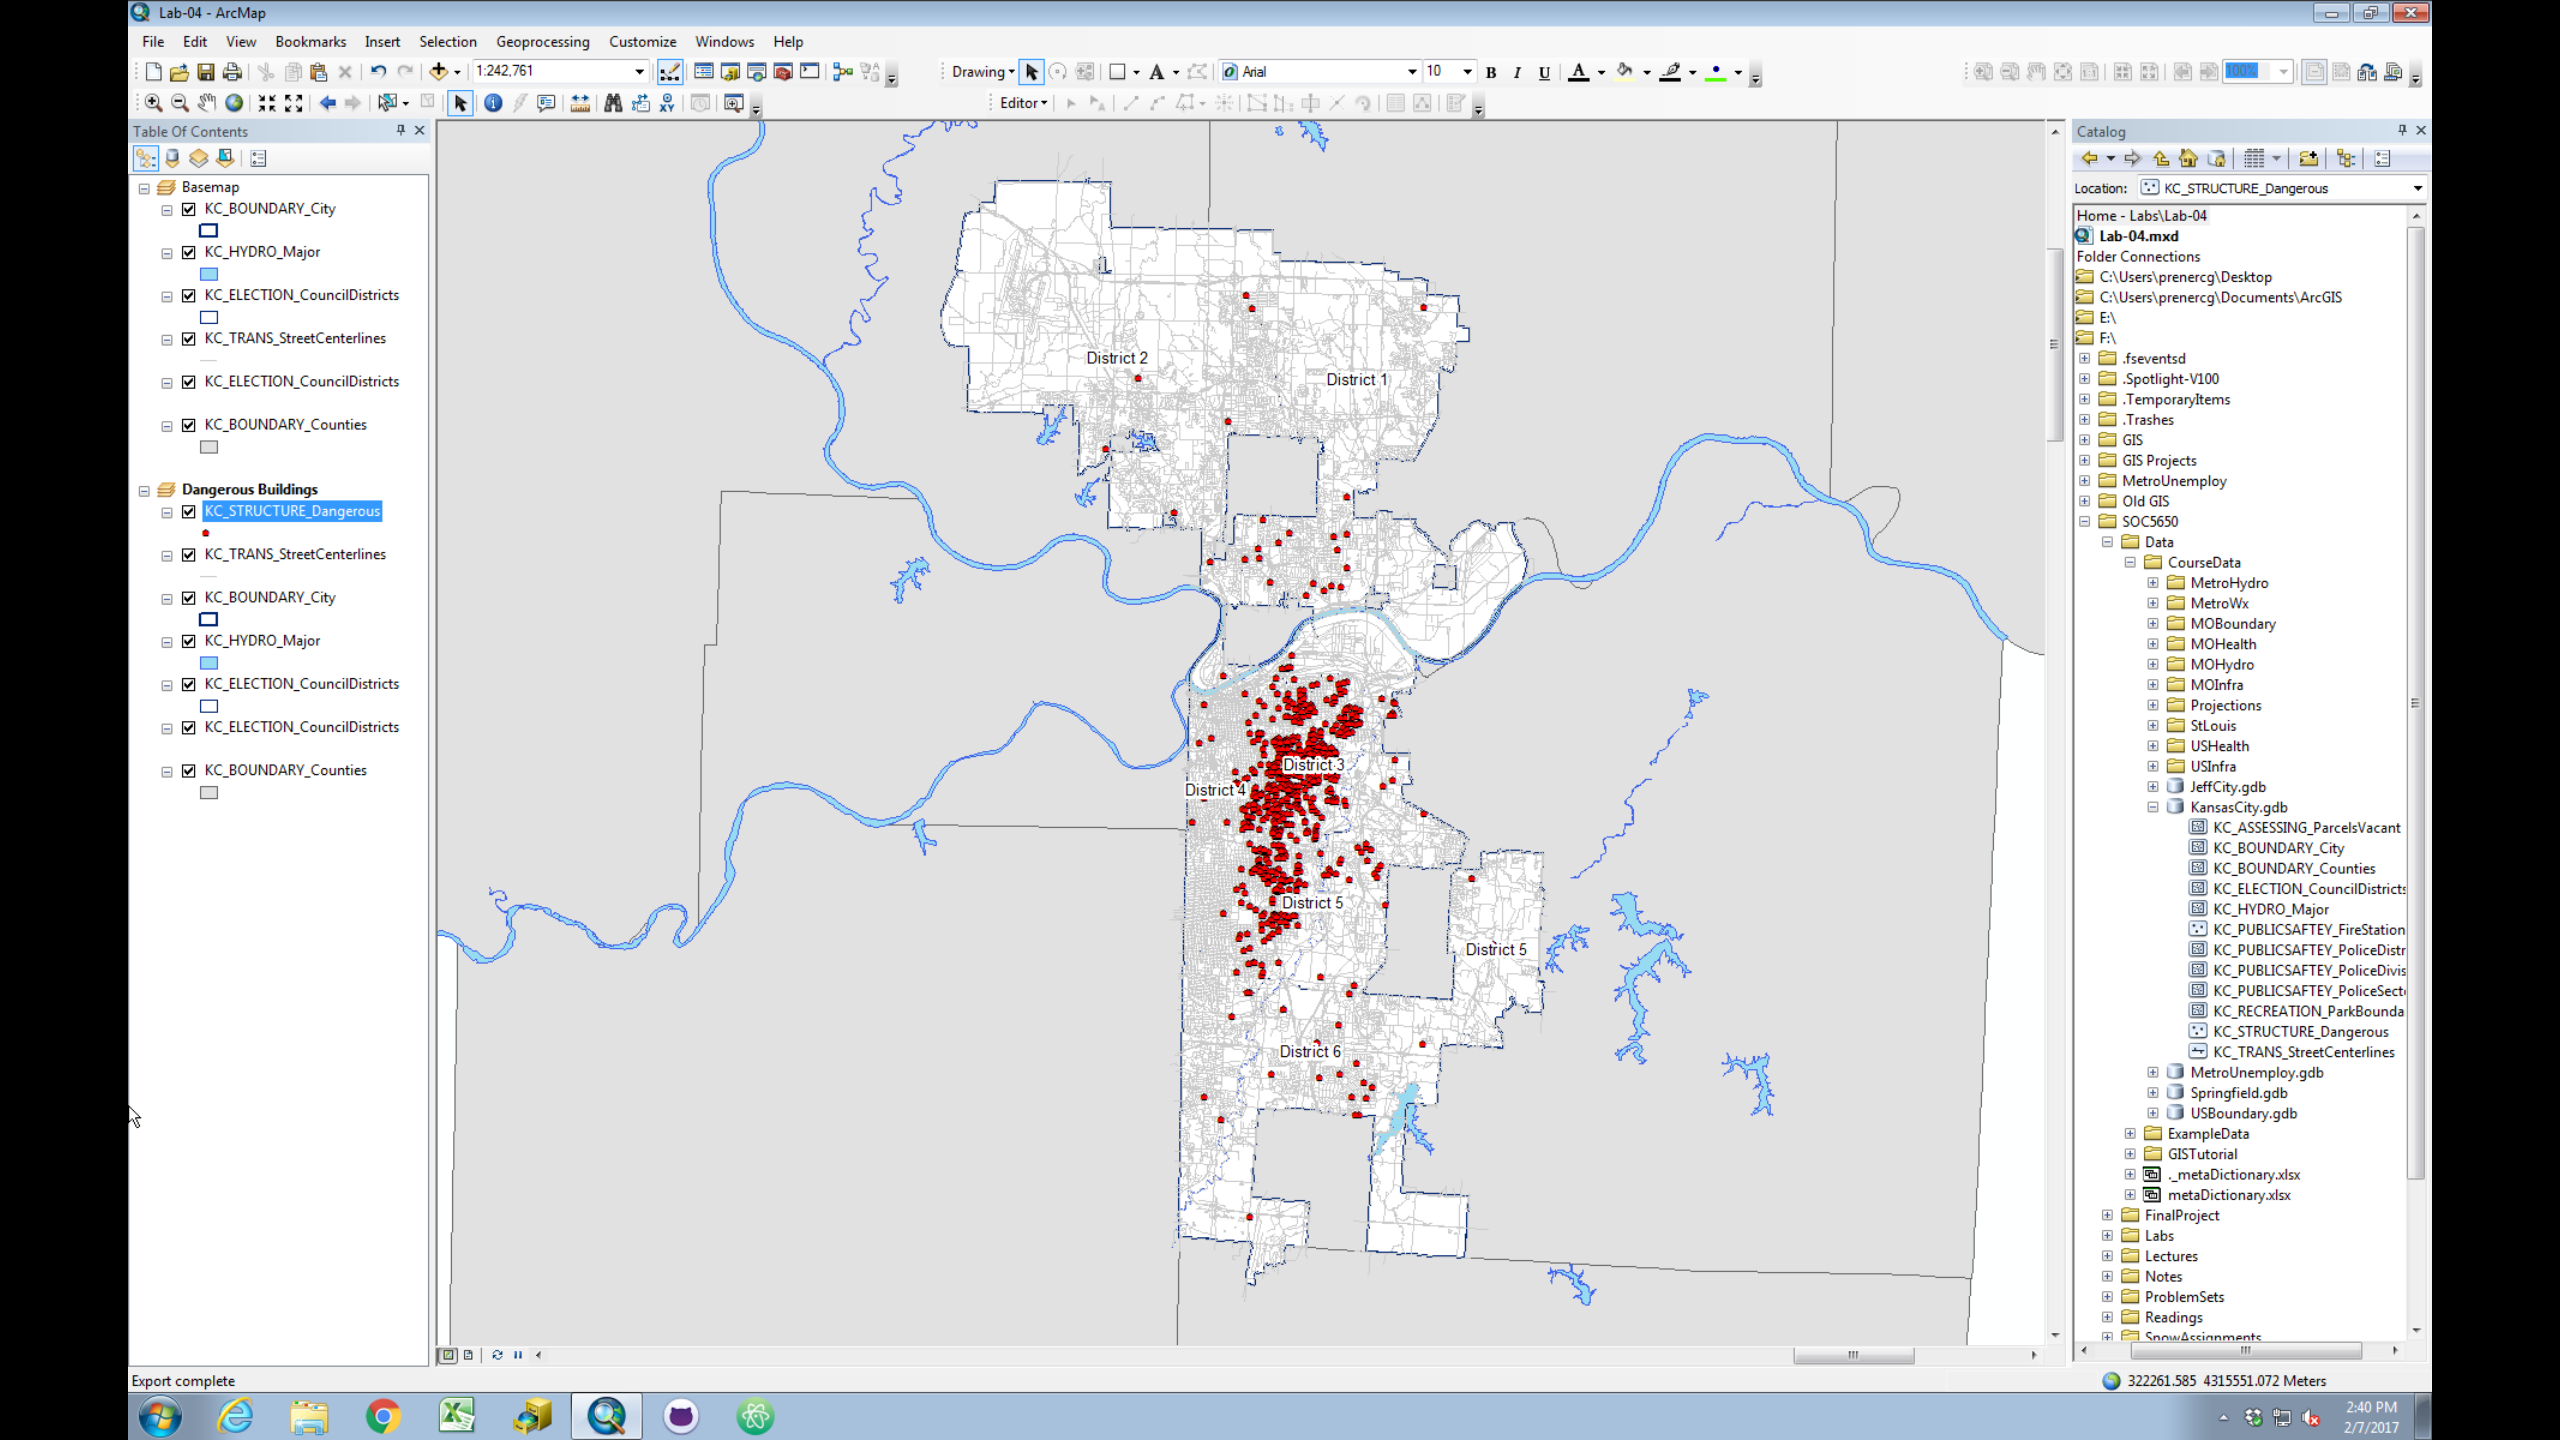 Lab-04 - ArcMap
File Edit View Bookmarks Insert Selection Geoprocessing Customize Windows Help
1:242,761
Drawing
A
Arial
10
B I U A
100%
Editor
Table Of Contents
Basemap
KC_BOUNDARY_City
KC_HYDRO_Major
KC_ELECTION_CouncilDistricts
KC_TRANS_StreetCenterlines
KC_ELECTION_CouncilDistricts
KC_BOUNDARY_Counties
Dangerous Buildings
KC_STRUCTURE_Dangerous
KC_TRANS_StreetCenterlines
KC_BOUNDARY_City
KC_HYDRO_Major
KC_ELECTION_CouncilDistricts
KC_ELECTION_CouncilDistricts
KC_BOUNDARY_Counties
District 2
District 1
District 3
District 4
District 5
District 5
District 6
Catalog
Location: KC_STRUCTURE_Dangerous
Home - Labs\Lab-04
Lab-04.mxd
Folder Connections
C:\Users\prenercg\Desktop
C:\Users\prenercg\Documents\ArcGIS
E:\
F:\
.fseventsd
.Spotlight-V100
.TemporaryItems
.Trashes
GIS
GIS Projects
MetroUnemploy
Old GIS
SOC5650
Data
CourseData
MetroHydro
MetroWx
MOBoundary
MOHealth
MOHydro
MOInfra
Projections
StLouis
USHealth
USInfra
JeffCity.gdb
KansasCity.gdb
KC_ASSESSING_ParcelsVacant
KC_BOUNDARY_City
KC_BOUNDARY_Counties
KC_ELECTION_CouncilDistricts
KC_HYDRO_Major
KC_PUBLICSAFTEY_FireStation
KC_PUBLICSAFTEY_PoliceDistr
KC_PUBLICSAFTEY_PoliceDivis
KC_PUBLICSAFTEY_PoliceSect
KC_RECREATION_ParkBounda
KC_STRUCTURE_Dangerous
KC_TRANS_StreetCenterlines
MetroUnemploy.gdb
Springfield.gdb
USBoundary.gdb
ExampleData
GISTutorial
._metaDictionary.xlsx
metaDictionary.xlsx
FinalProject
Labs
Lectures
Notes
ProblemSets
Readings
SnowAssignments
Export complete
322261.585 4315551.072 Meters
2:40 PM
2/7/2017